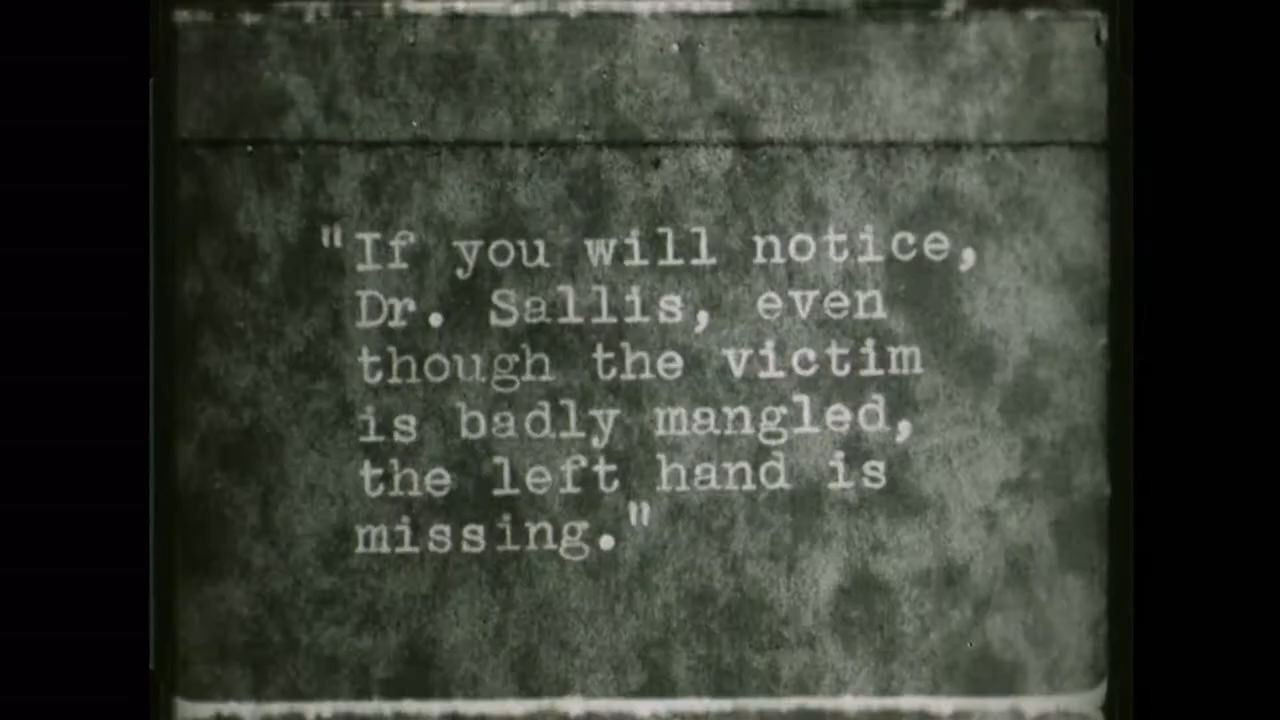 "If you will notice,
Dr. Sallis, even
though the victim
is badly mangled,
the left hand is
missing."